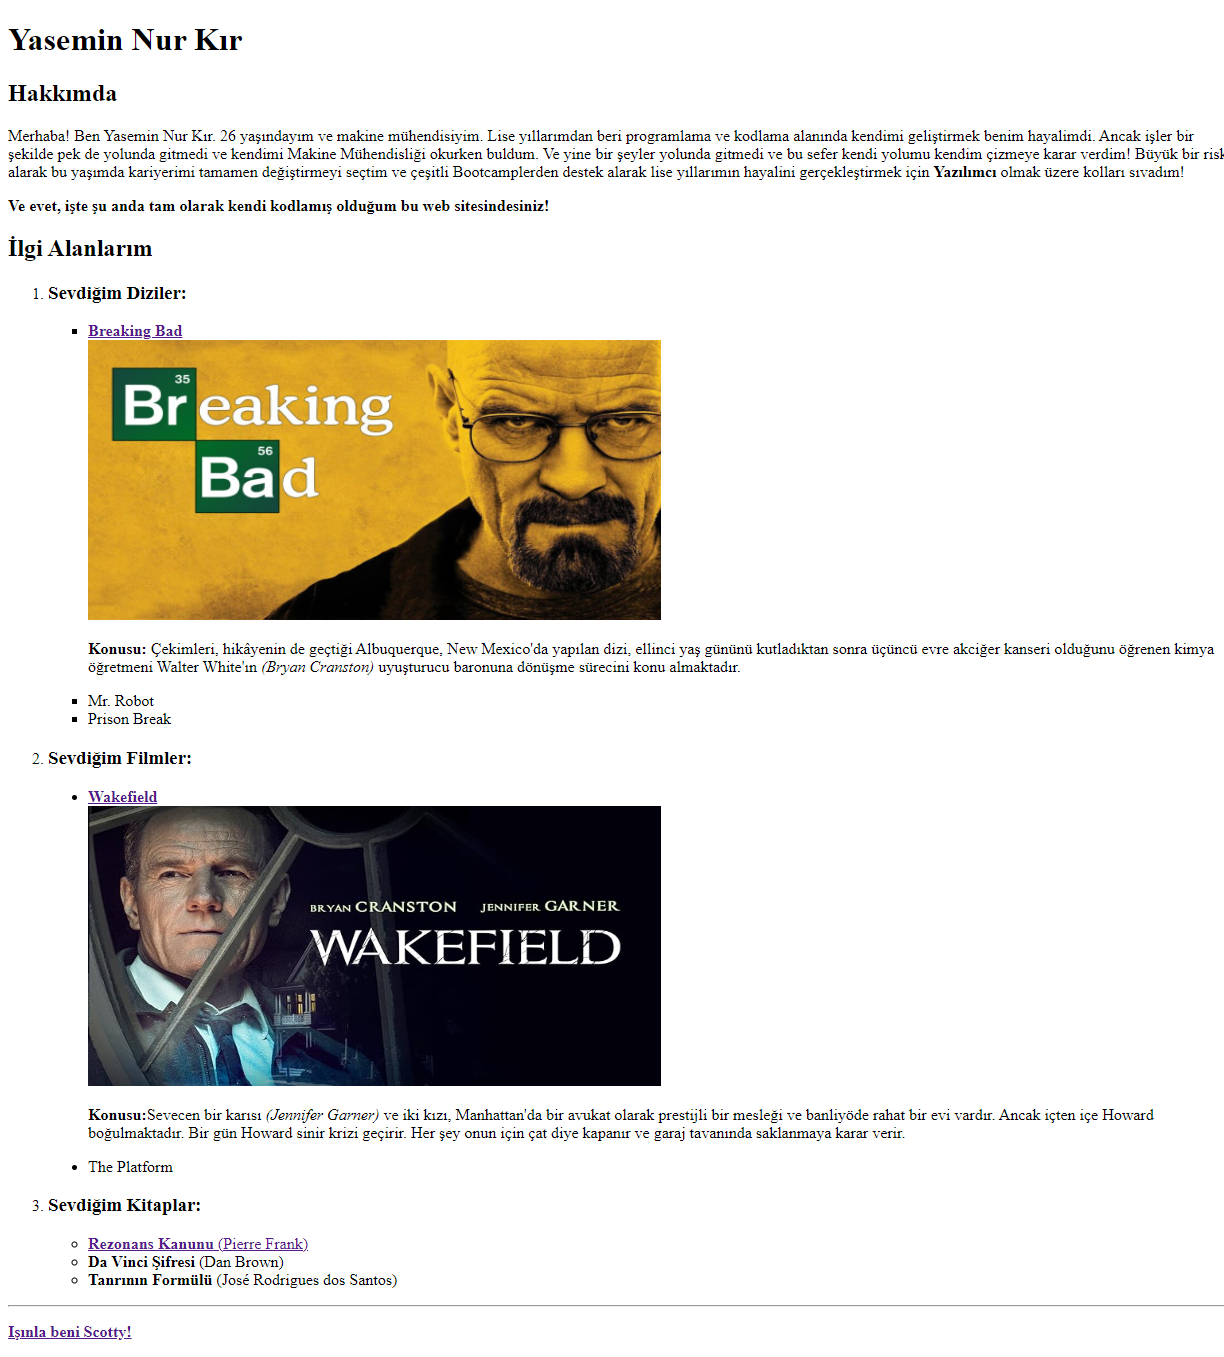 Yasemin Nur Kır
Hakkımda
Merhaba! Ben Yasemin Nur Kır. 26 yaşındayım ve makine mühendisiyim. Lise yıllarımdan beri programlama ve kodlama alanında kendimi geliştirmek benim hayalimdi. Ancak işler bir
şekilde pek de yolunda gitmedi ve kendimi Makine Mühendisliği okurken buldum. Ve yine bir şeyler yolunda gitmedi ve bu sefer kendi yolumu kendim çizmeye karar verdim! Büyük bir risk
alarak bu yaşımda kariyerimi tamamen değiştirmeyi seçtim ve çeşitli Bootcamplerden destek alarak lise yıllarımın hayalini gerçekleştirmek için Yazılımcı olmak üzere kolları sıvadım!
Ve evet, işte şu anda tam olarak kendi kodlamış olduğum bu web sitesindesiniz!
İlgi Alanlarım
1. Sevdiğim Diziler:
Breaking Bad
35
Breaking
56
Bad
Konusu: Çekimleri, hikâyenin de geçtiği Albuquerque, New Mexico'da yapılan dizi, ellinci yaş gününü kutladıktan sonra üçüncü evre akciğer kanseri olduğunu öğrenen kimya
öğretmeni Walter White'ın (Bryan Cranston) uyuşturucu baronuna dönüşme sürecini konu almaktadır.
Mr. Robot
Prison Break
2. Sevdiğim Filmler:
Wakefield
BRYAN CRANSTON JENNIFER GARNER
WAKEFIELD
Konusu:Sevecen bir karısı (Jennifer Garner) ve iki kızı, Manhattan'da bir avukat olarak prestijli bir mesleği ve banliyöde rahat bir evi vardır. Ancak içten içe Howard
boğulmaktadır. Bir gün Howard sinir krizi geçirir. Her şey onun için çat diye kapanır ve garaj tavanında saklanmaya karar verir.
The Platform
3. Sevdiğim Kitaplar:
Rezonans Kanunu (Pierre Frank)
Da Vinci Şifresi (Dan Brown)
Tanrının Formülü (José Rodrigues dos Santos)
Işınla beni Scotty!